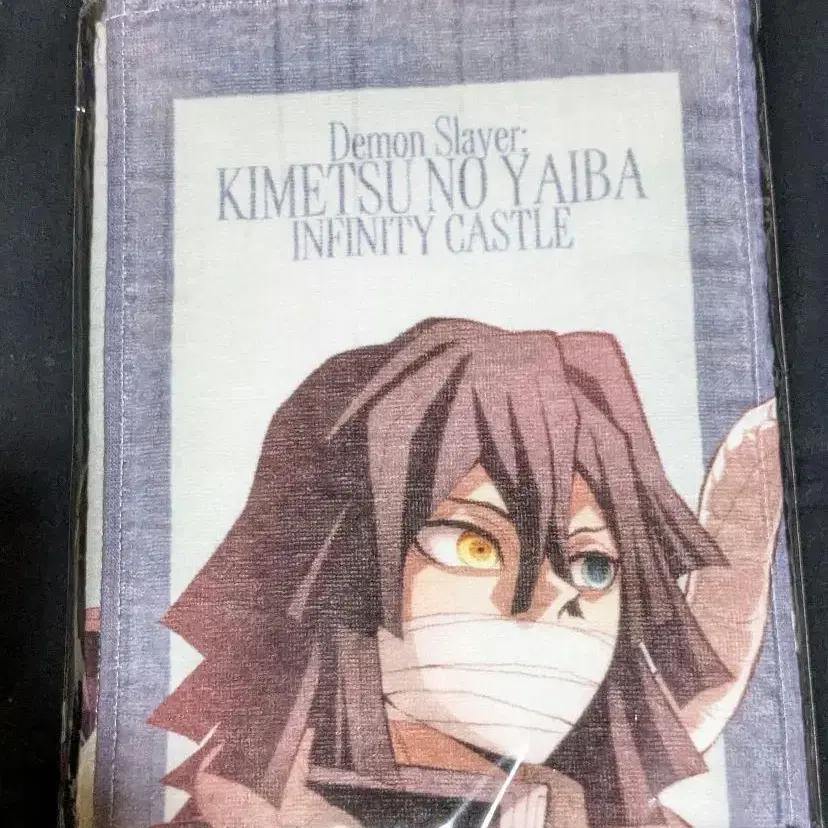 Demon Slayer:
KIMETSU NO YAIBA
INFINITY CASTLE